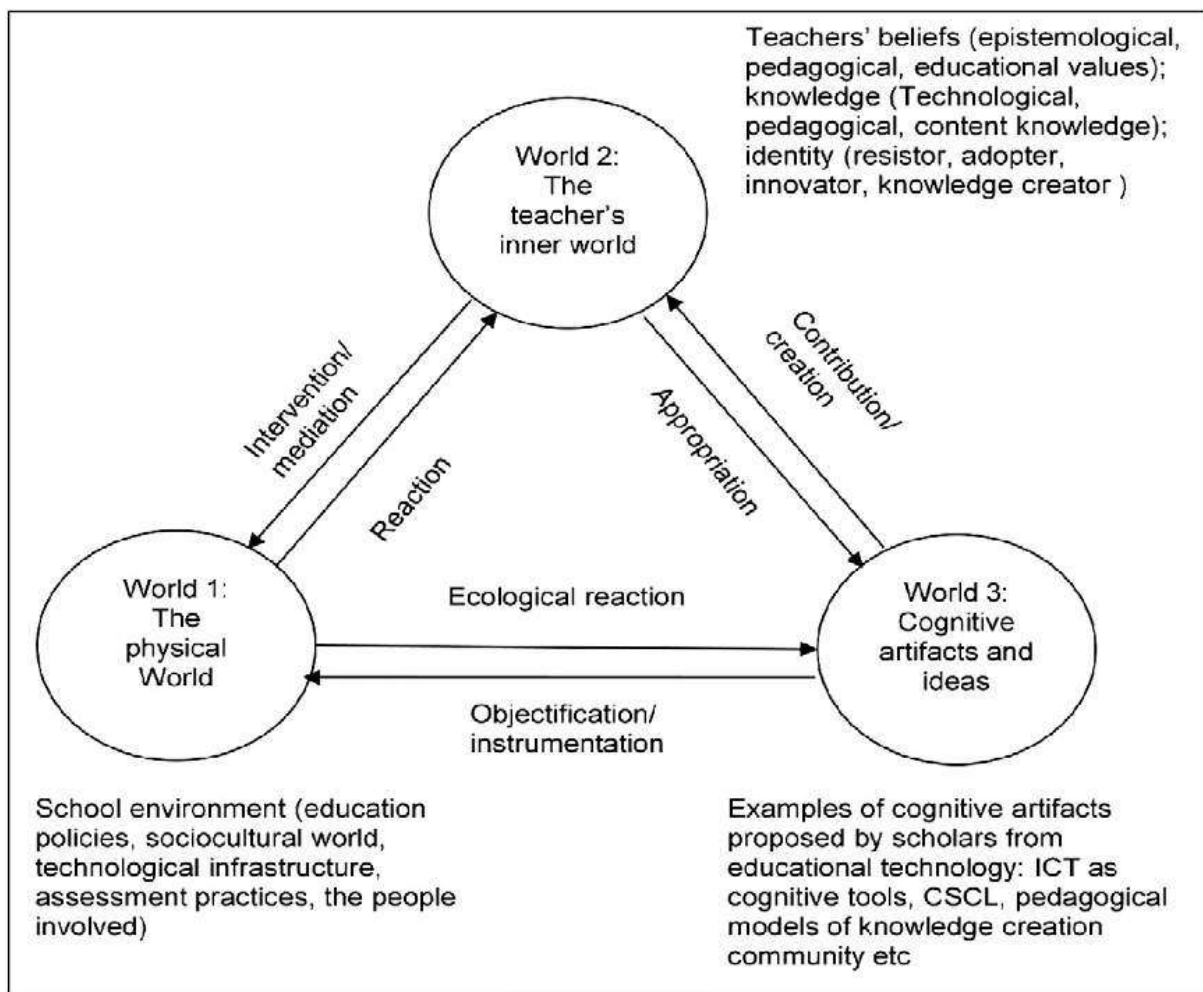 Teachers' beliefs (epistemological,
pedagogical, educational values);
knowledge (Technological,
pedagogical, content knowledge);
identity (resistor, adopter,
innovator, knowledge creator )
World 2:
The
teacher's
inner world
Intervention/
mediation
Reaction
Contribution/
creation
Appropriation
World 1:
The
physical
World
Ecological reaction
Objectification/
instrumentation
World 3:
Cognitive
artifacts and
ideas
School environment (education
policies, sociocultural world,
technological infrastructure,
assessment practices, the people
involved)
Examples of cognitive artifacts
proposed by scholars from
educational technology: ICT as
cognitive tools, CSCL, pedagogical
models of knowledge creation
community etc